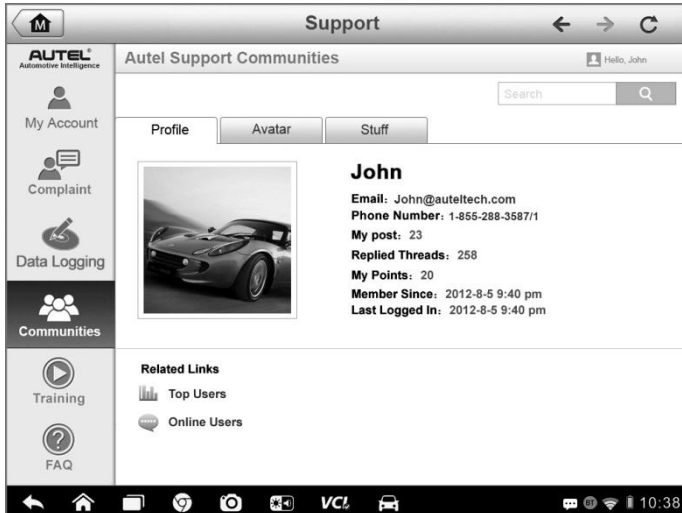 M
Support
AUTEL®
Automotive Intelligence
Autel Support Communities
Hello, John
Search
My Account
Profile
Avatar
Stuff
Complaint
John
Email: John@auteltech.com
Phone Number: 1-855-288-3587/1
My post: 23
Replied Threads: 258
My Points: 20
Member Since: 2012-8-5 9:40 pm
Last Logged In: 2012-8-5 9:40 pm
Data Logging
Communities
Related Links
Top Users
Online Users
Training
FAQ
VCI
BT
10:38